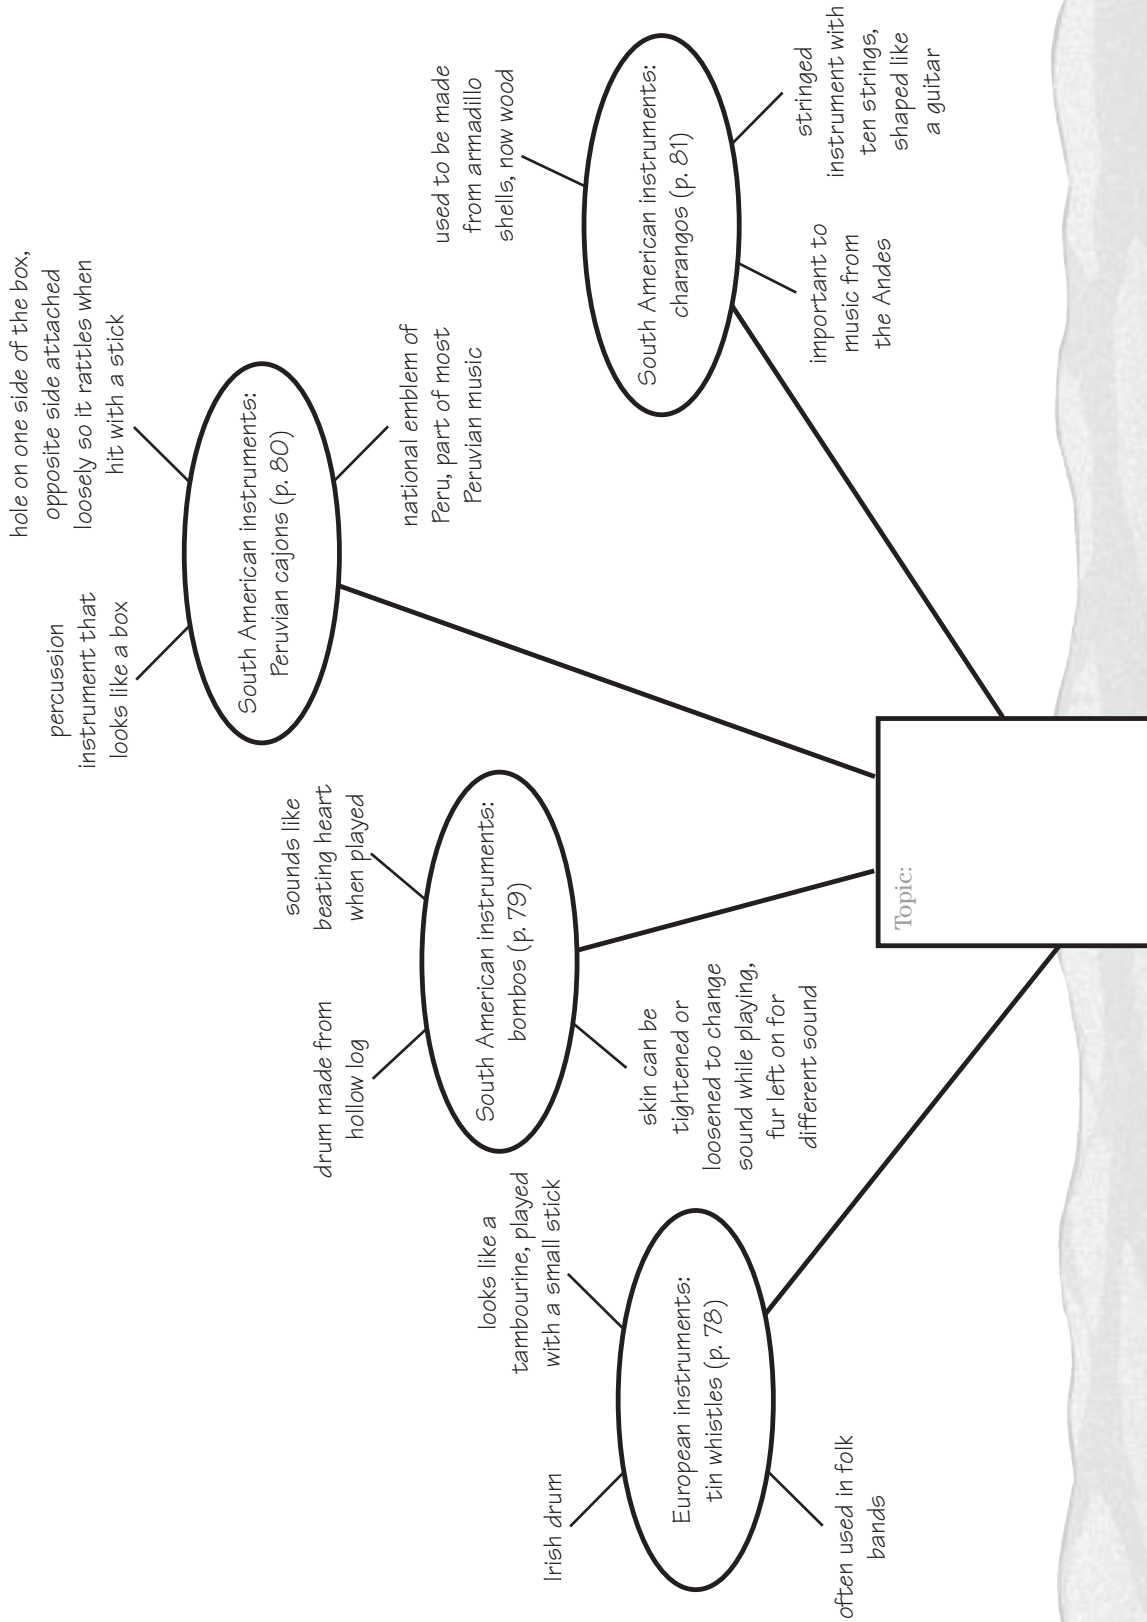 Irish drum
looks like a
tambourine, played
with a small stick
European instruments:
tin whistles (p. 78)
often used in folk
bands
drum made from
hollow log
sounds like
beating heart
when played
South American instruments:
bombos (p. 79)
skin can be
tightened or
loosened to change
sound while playing,
fur left on for
different sound
percussion
instrument that
looks like a box
hole on one side of the box,
opposite side attached
loosely so it rattles when
hit with a stick
South American instruments:
Peruvian cajons (p. 80)
national emblem of
Peru, part of most
Peruvian music
used to be made
from armadillo
shells, now wood
South American instruments:
charangos (p. 81)
important to
music from
the Andes
stringed
instrument with
ten strings,
shaped like
a guitar
Topic: